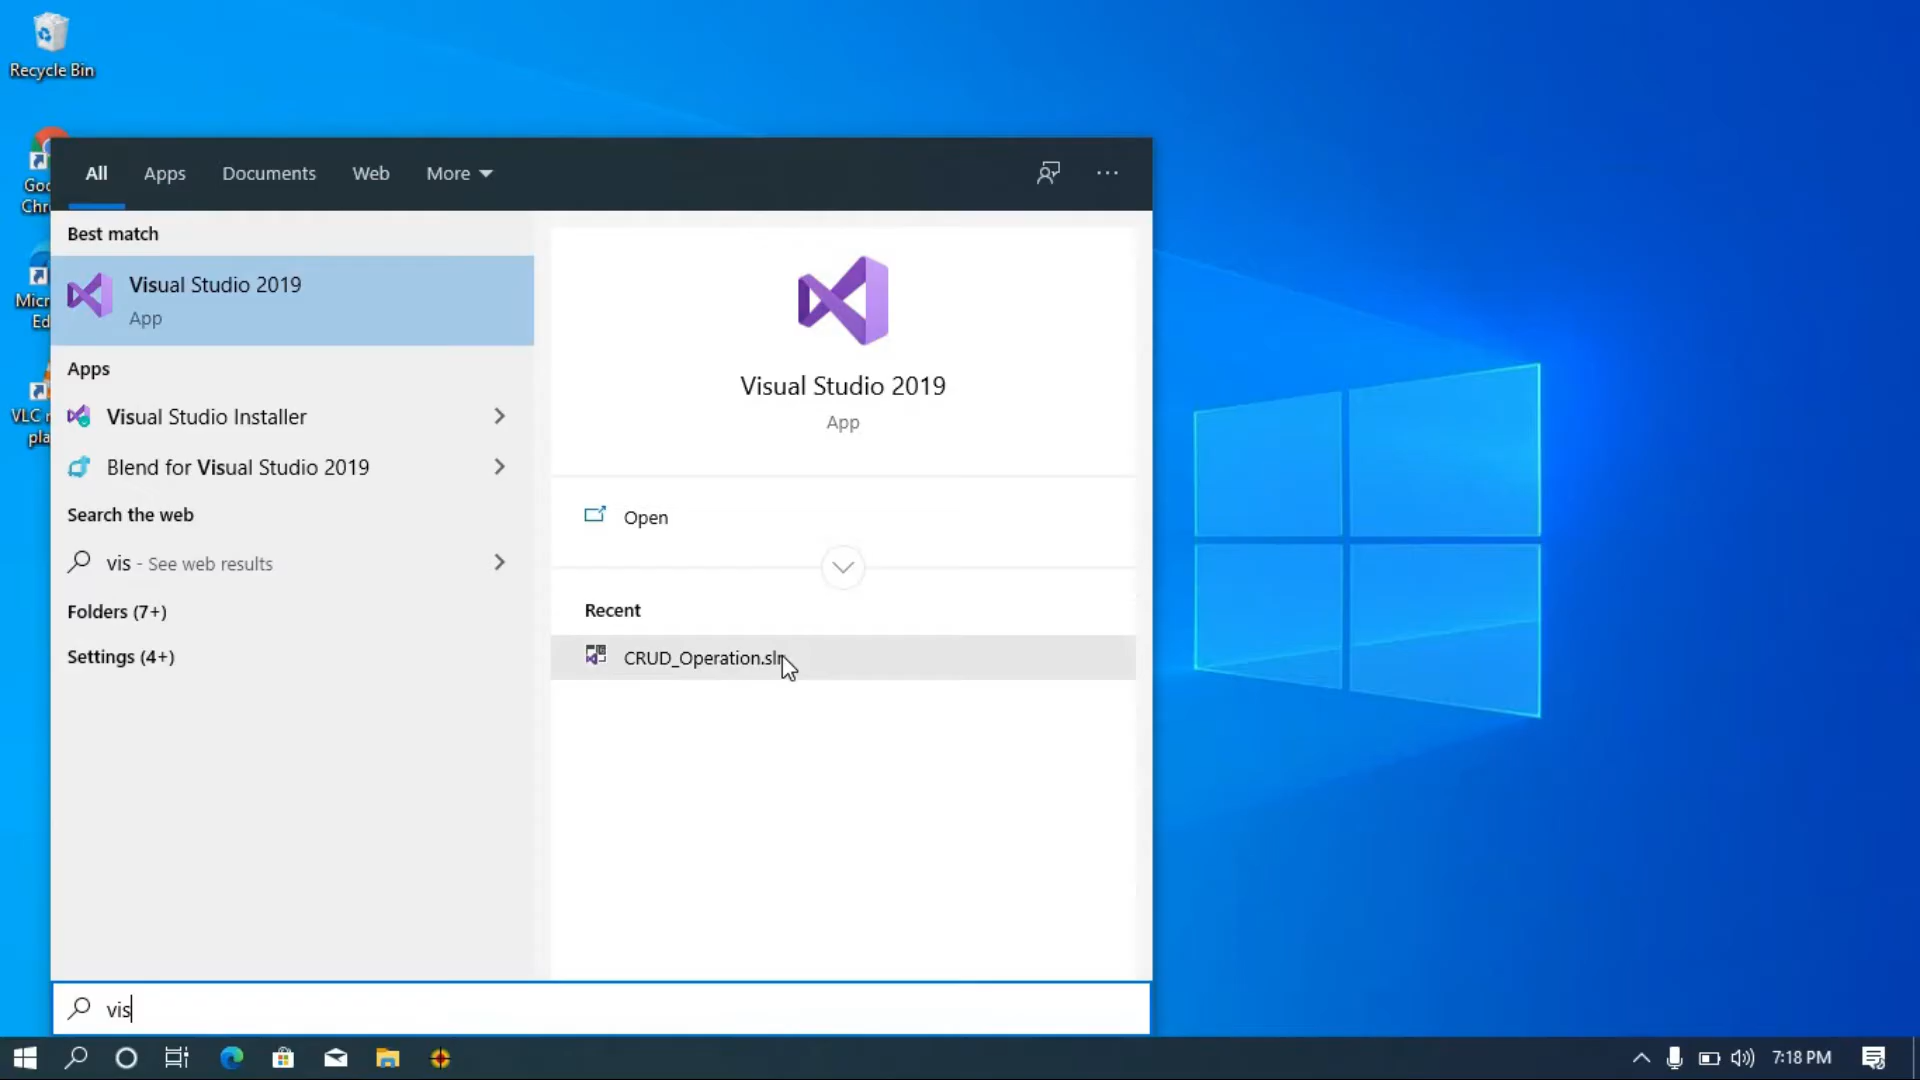 Recycle Bin
All
Apps
Documents
Web
More
Best match
Visual Studio 2019
App
Apps
Visual Studio Installer
Blend for Visual Studio 2019
Search the web
vis - See web results
Folders (7+)
Settings (4+)
Visual Studio 2019
App
Open
Recent
CRUD_Operation.sln
vis
7:18 PM